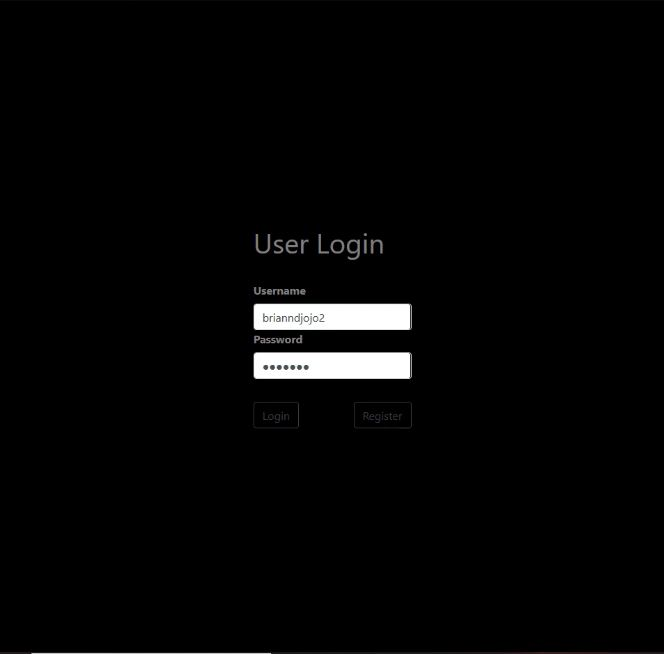 User Login
Username
brianndjojo2
Password
●●●●●●●
Login
Register